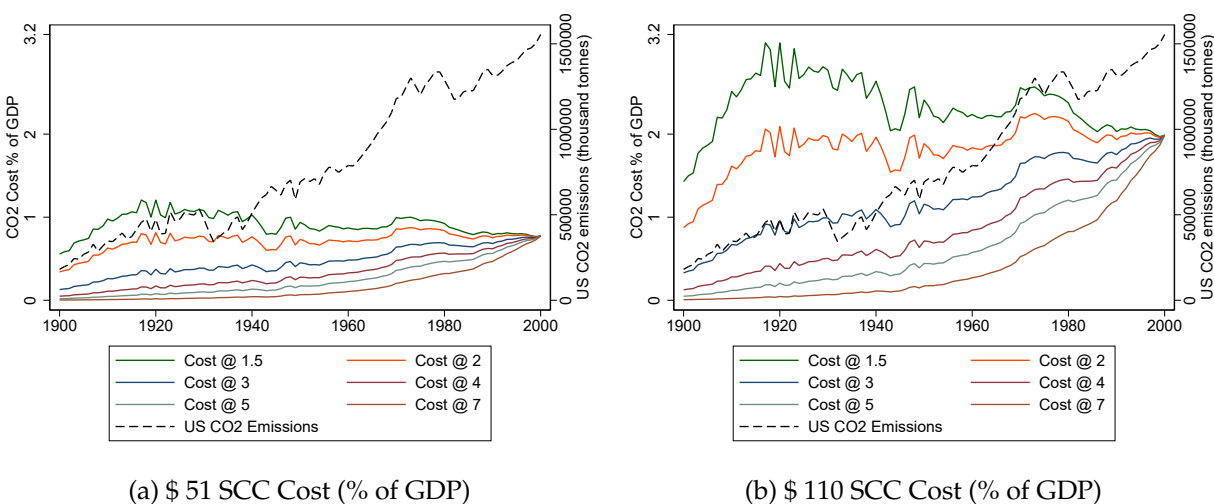 CO2 Cost % of GDP
0 1 2 3.2
US CO2 emissions (thousand tonnes)
0 500000 1000000 1500000
1900 1920 1940 1960 1980 2000
Cost @ 1.5 Cost @ 2
Cost @ 3 Cost @ 4
Cost @ 5 Cost @ 7
US CO2 Emissions
(a) $ 51 SCC Cost (% of GDP)
CO2 Cost % of GDP
0 1 2 3.2
US CO2 emissions (thousand tonnes)
0 500000 1000000 1500000
1900 1920 1940 1960 1980 2000
Cost @ 1.5 Cost @ 2
Cost @ 3 Cost @ 4
Cost @ 5 Cost @ 7
US CO2 Emissions
(b) $ 110 SCC Cost (% of GDP)